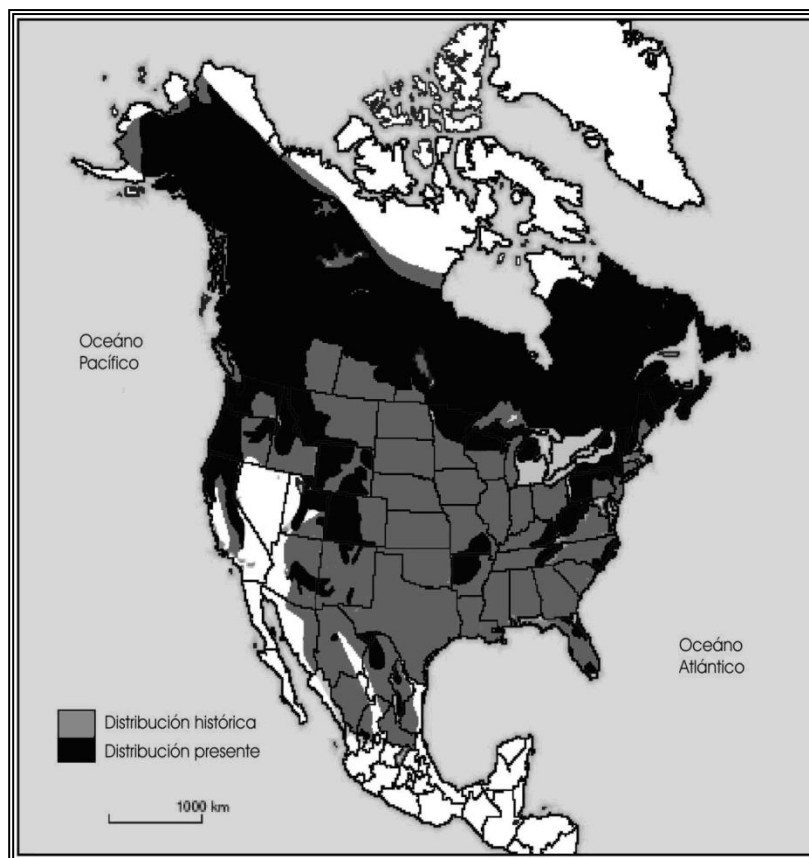 Oceáno
Pacífico
Oceáno
Atlántico
Distribución histórica
Distribución presente
1000 km